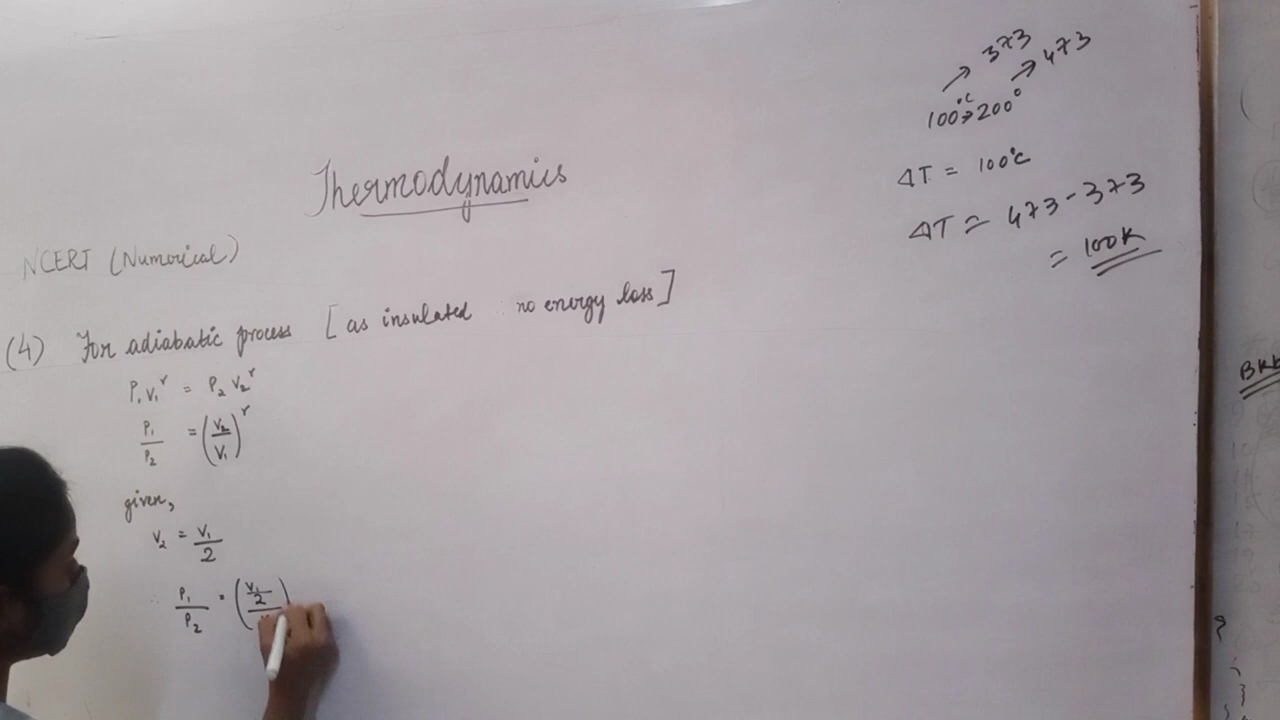 Thermodynamics
NCERT (Numerical)
(4) For adiabatic process [as insulated ∴ no energy loss]
P₁V₁^γ = P₂V₂^γ
P₁/P₂ = (V₂/V₁)^γ
given,
V₂ = V₁/2
∴ P₁/P₂ = (V₁/2
373
473
100°C → 200°
ΔT = 100°C
ΔT = 473 - 373
= 100K